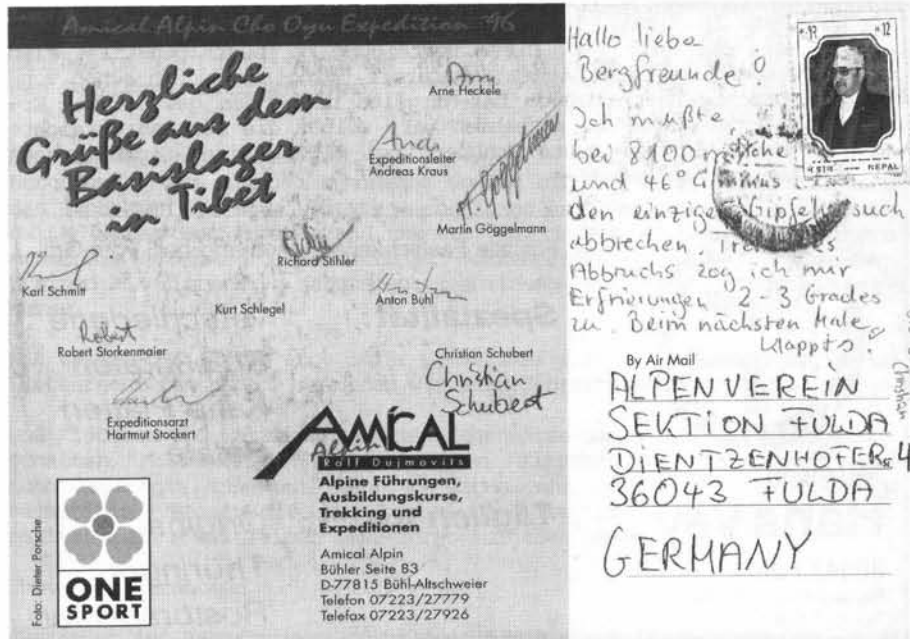 Amical Alpin Cho Oyu Expedition '96
Herzliche
Grüße aus dem
Basislager
in Tibet
Arne Heckele
Expeditionsleiter
Andreas Kraus
Martin Göggelmann
Richard Stihler
Karl Schmitt
Kurt Schlegel
Anton Buhl
Robert
Robert Storkenmaier
Christian Schubert
Christian
Schubert
Expeditionsarzt
Hartmut Stockert
AMICAL
Alpin
Ralf Dujmovits
Alpine Führungen,
Ausbildungskurse,
Trekking und
Expeditionen
Amical Alpin
Bühler Seite 83
D-77815 Bühl-Altschweier
Telefon 07223/27779
Telefax 07223/27926
Foto: Dieter Porsche
ONE
SPORT
Hallo liebe
Bergfreunde!
Ich mußte
bei 8100 m
und 46°
den einzigen Gipfelversuch
abbrechen.
Abbruchs zog ich mir
Erfrierungen 2-3 Grades
zu. Beim nächsten Male
klappts!
Christian
NEPAL
By Air Mail
ALPENVEREIN
SEKTION FULDA
DIENTZENHOFERstr. 4
36043 FULDA
GERMANY